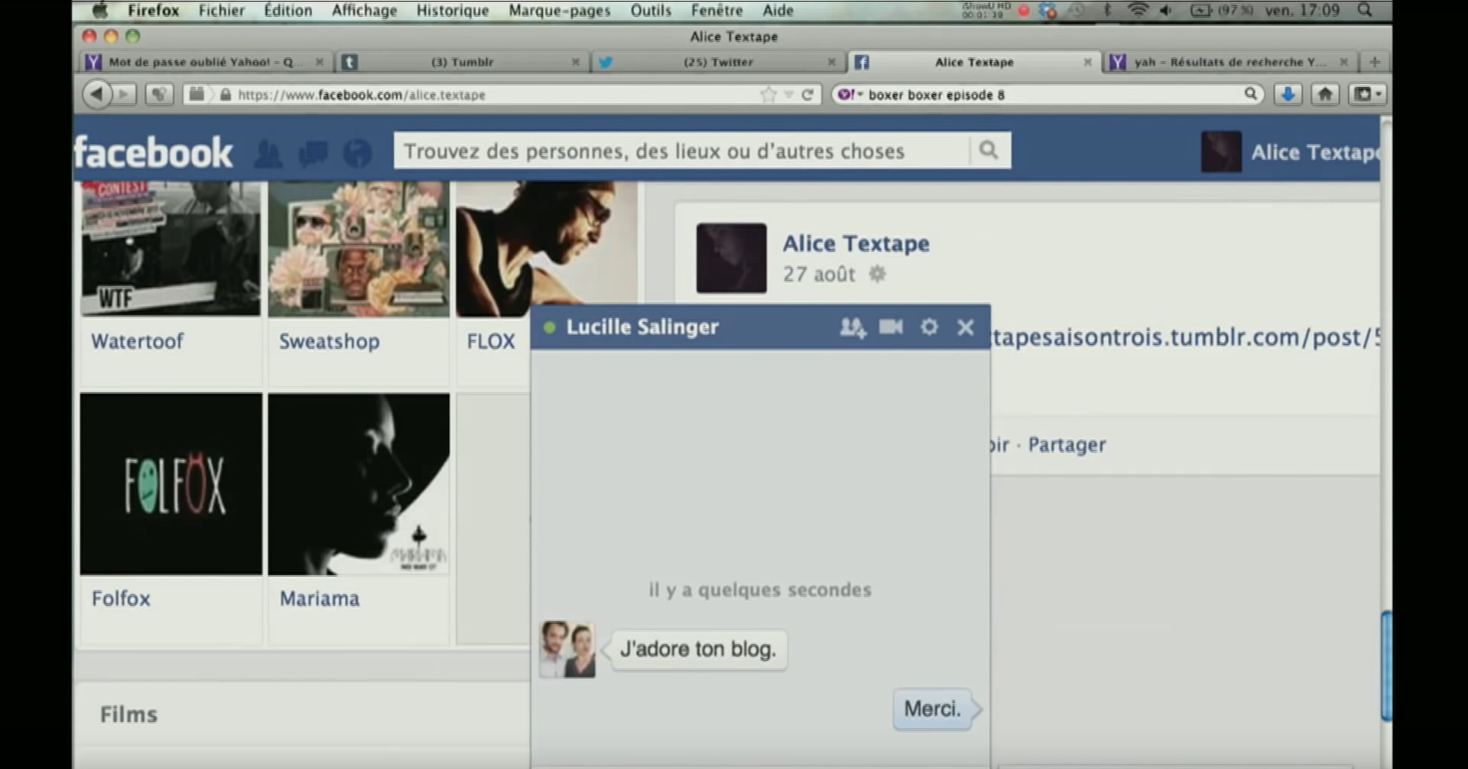 Firefox Fichier Édition Affichage Historique Marque-pages Outils Fenêtre Aide
iShowU HD
(97 %) ven. 17:09
Alice Textape
Mot de passe oublié Yahoo! - Q...
(3) Tumblr
(25) Twitter
Alice Textape
yah - Résultats de recherche Y...
https://www.facebook.com/alice.textape
boxer boxer episode 8
facebook
Trouvez des personnes, des lieux ou d'autres choses
Alice Textape
CONTEST
WTF
Watertoof
Sweatshop
FLOX
Alice Textape
27 août
Lucille Salinger
tapesaisontrois.tumblr.com/post/5
oir · Partager
FOLFOX
MARIAMA
Folfox
Mariama
il y a quelques secondes
J'adore ton blog.
Merci.
Films